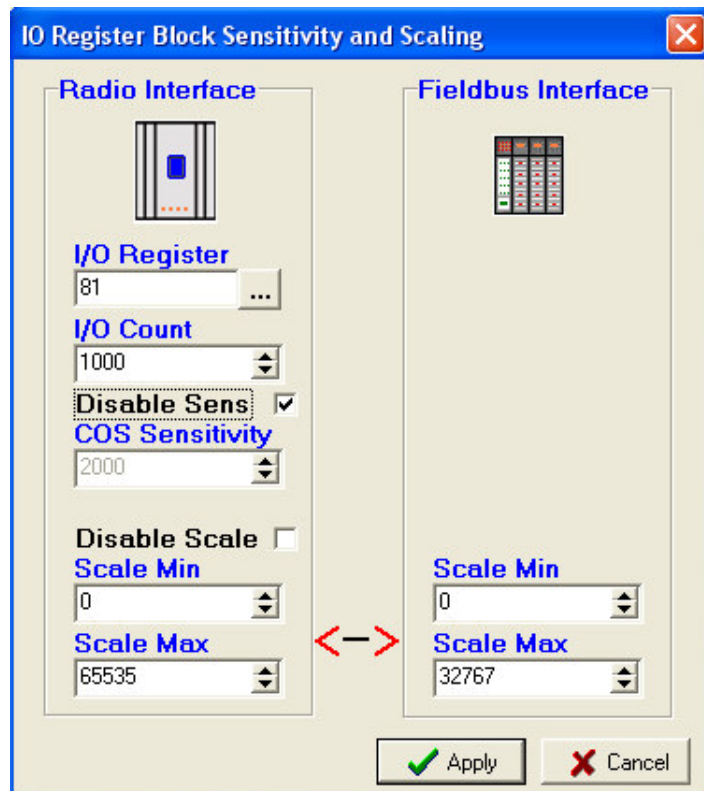 IO Register Block Sensitivity and Scaling
Radio Interface
I/O Register
81
...
I/O Count
1000
Disable Sens
COS Sensitivity
2000
Disable Scale
Scale Min
0
Scale Max
65535
<->
Fieldbus Interface
Scale Min
0
Scale Max
32767
Apply
Cancel